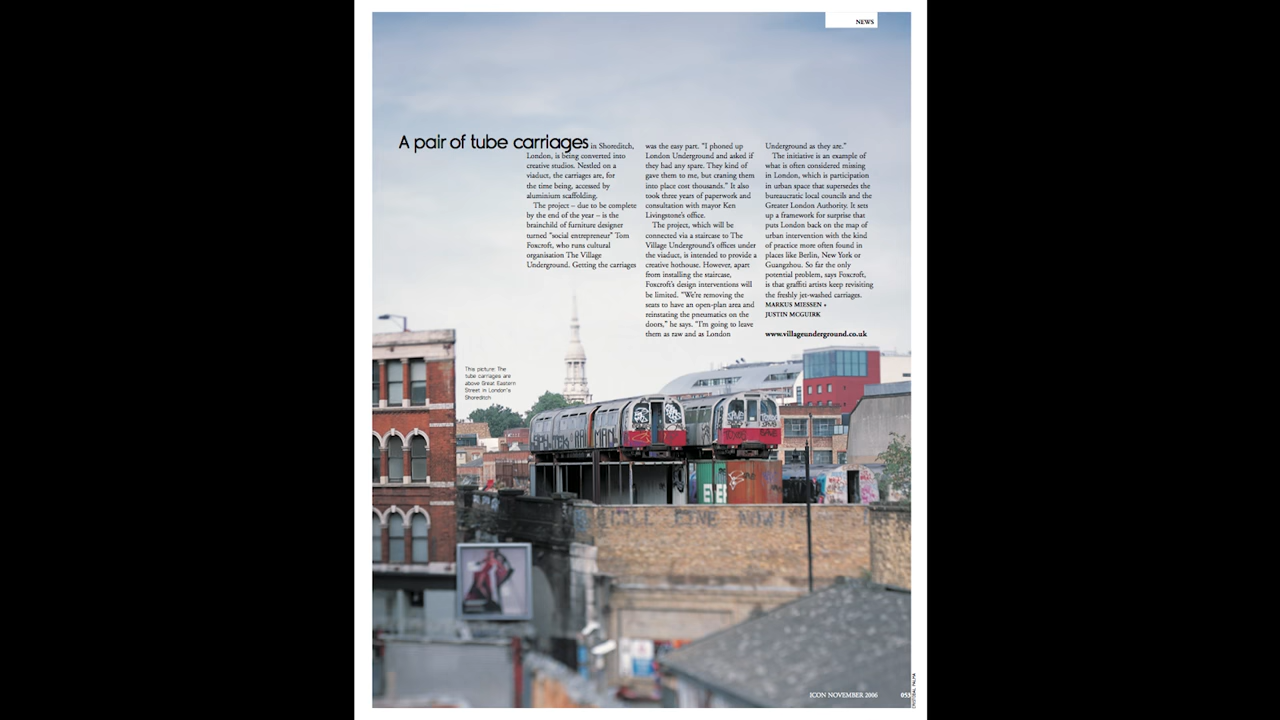 NEWS
A pair of tube carriages in Shoreditch,
London, is being converted into
creative studios. Nestled on a
viaduct, the carriages are, for
the time being, accessed by
aluminium scaffolding.
The project – due to be complete
by the end of the year – is the
brainchild of furniture designer
turned "social entrepreneur" Tom
Foxcroft, who runs cultural
organisation The Village
Underground. Getting the carriages
was the easy part. "I phoned up
London Underground and asked if
they had any spare. They kind of
gave them to me, but craning them
into place cost thousands." It also
took three years of paperwork and
consultation with mayor Ken
Livingstone's office.
The project, which will be
connected via a staircase to The
Village Underground's offices under
the viaduct, is intended to provide a
creative hothouse. However, apart
from installing the staircase,
Foxcroft's design interventions will
be limited. "We're removing the
seats to have an open-plan area and
reinstating the pneumatics on the
doors," he says. "I'm going to leave
them as raw and as London
Underground as they are."
The initiative is an example of
what is often considered missing
in London, which is participation
in urban space that supersedes the
bureaucratic local councils and the
Greater London Authority. It sets
up a framework for surprise that
puts London back on the map of
urban intervention with the kind
of practice more often found in
places like Berlin, New York or
Guangzhou. So far the only
potential problem, says Foxcroft,
is that graffiti artists keep revisiting
the freshly jet-washed carriages.
MARKUS MIESSEN +
JUSTIN MCGUIRK
www.villageunderground.co.uk
This picture: The
tube carriages are
above Great Eastern
Street in London's
Shoreditch
ICON NOVEMBER 2006 053
CRISTOBAL PALMA